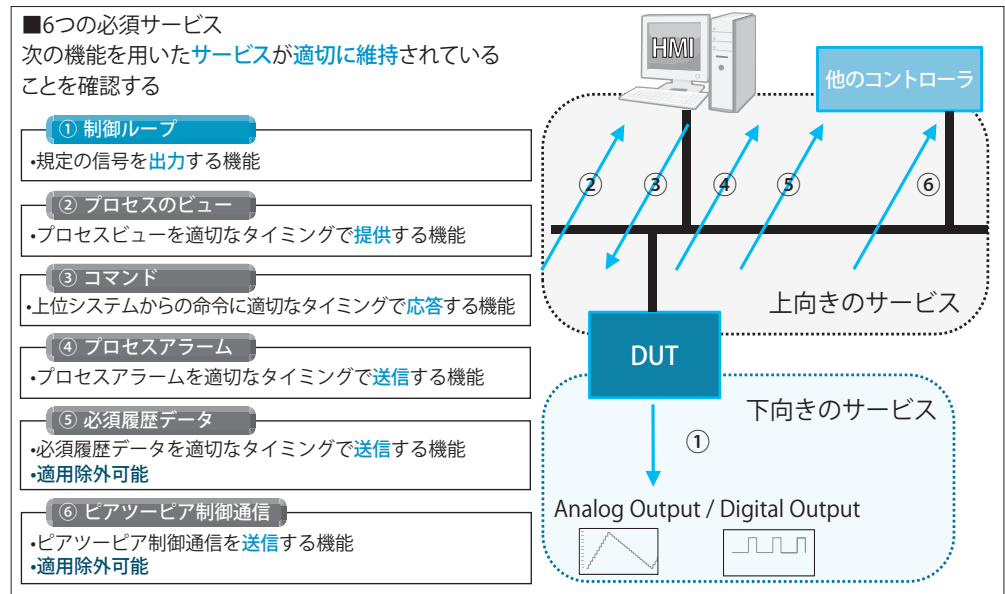 ■6つの必須サービス
次の機能を用いたサービスが適切に維持されている
ことを確認する
① 制御ループ
•規定の信号を出力する機能
② プロセスのビュー
•プロセスビューを適切なタイミングで提供する機能
③ コマンド
•上位システムからの命令に適切なタイミングで応答する機能
④ プロセスアラーム
•プロセスアラームを適切なタイミングで送信する機能
⑤ 必須履歴データ
•必須履歴データを適切なタイミングで送信する機能
•適用除外可能
⑥ ピアツーピア制御通信
•ピアツーピア制御通信を送信する機能
•適用除外可能
HMI
他のコントローラ
② ③ ④ ⑤ ⑥
上向きのサービス
DUT
下向きのサービス
①
Analog Output / Digital Output